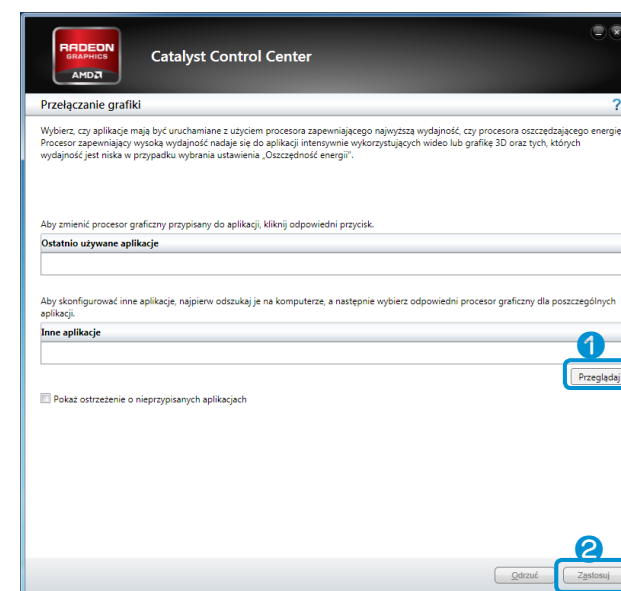 RADEON
GRAPHICS
AMD
Catalyst Control Center
Przełączanie grafiki
?
Wybierz, czy aplikacje mają być uruchamiane z użyciem procesora zapewniającego najwyższą wydajność, czy procesora oszczędzającego energię
Procesor zapewniający wysoką wydajność nadaje się do aplikacji intensywnie wykorzystujących wideo lub grafikę 3D oraz tych, których
wydajność jest niska w przypadku wybrania ustawienia „Oszczędność energii”.
Aby zmienić procesor graficzny przypisany do aplikacji, kliknij odpowiedni przycisk.
Ostatnio używane aplikacje
Aby skonfigurować inne aplikacje, najpierw odszukaj je na komputerze, a następnie wybierz odpowiedni procesor graficzny dla poszczególnych
aplikacji.
Inne aplikacje
1
Przeglądaj
Pokaż ostrzeżenie o nieprzypisanych aplikacjach
2
Odrzuć
Zastosuj